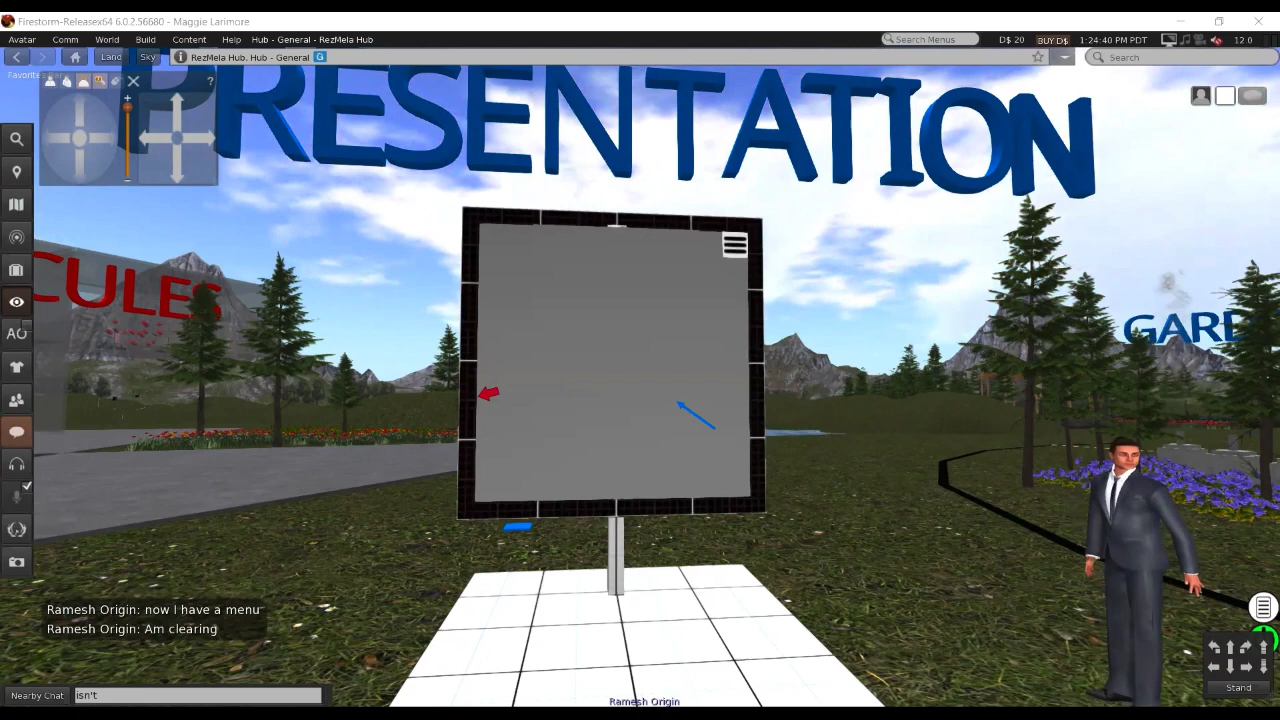 Firestorm-Releasex64 6.0.2.56680 - Maggie Larimore
Avatar Comm World Build Content Help Hub - General - RezMela Hub Search Menus D$ 20 BUY D$ 1:24:40 PM PDT 12.0
Land Sky RezMela Hub, Hub - General G Search
Favorites
?
PRESENTATION
CULES
GARD
AO
Ramesh Origin: now I have a menu
Ramesh Origin: Am clearing
Nearby Chat isn't
Ramesh Origin
Stand